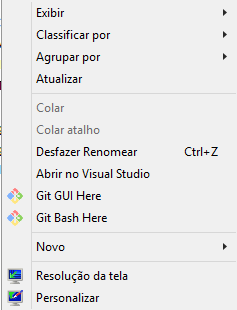 Exibir
Classificar por
Agrupar por
Atualizar
Colar
Colar atalho
Desfazer Renomear Ctrl+Z
Abrir no Visual Studio
Git GUI Here
Git Bash Here
Novo
Resolução da tela
Personalizar